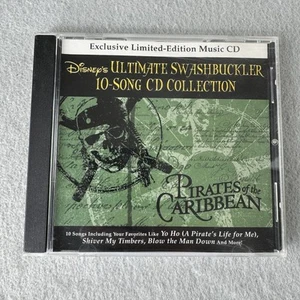 Exclusive Limited-Edition Music CD
Disney's Ultimate Swashbuckler
10-Song CD Collection
Pirates of the
Caribbean
10 Songs Including Your Favorites Like Yo Ho (A Pirate's Life for Me),
Shiver My Timbers, Blow the Man Down And More!